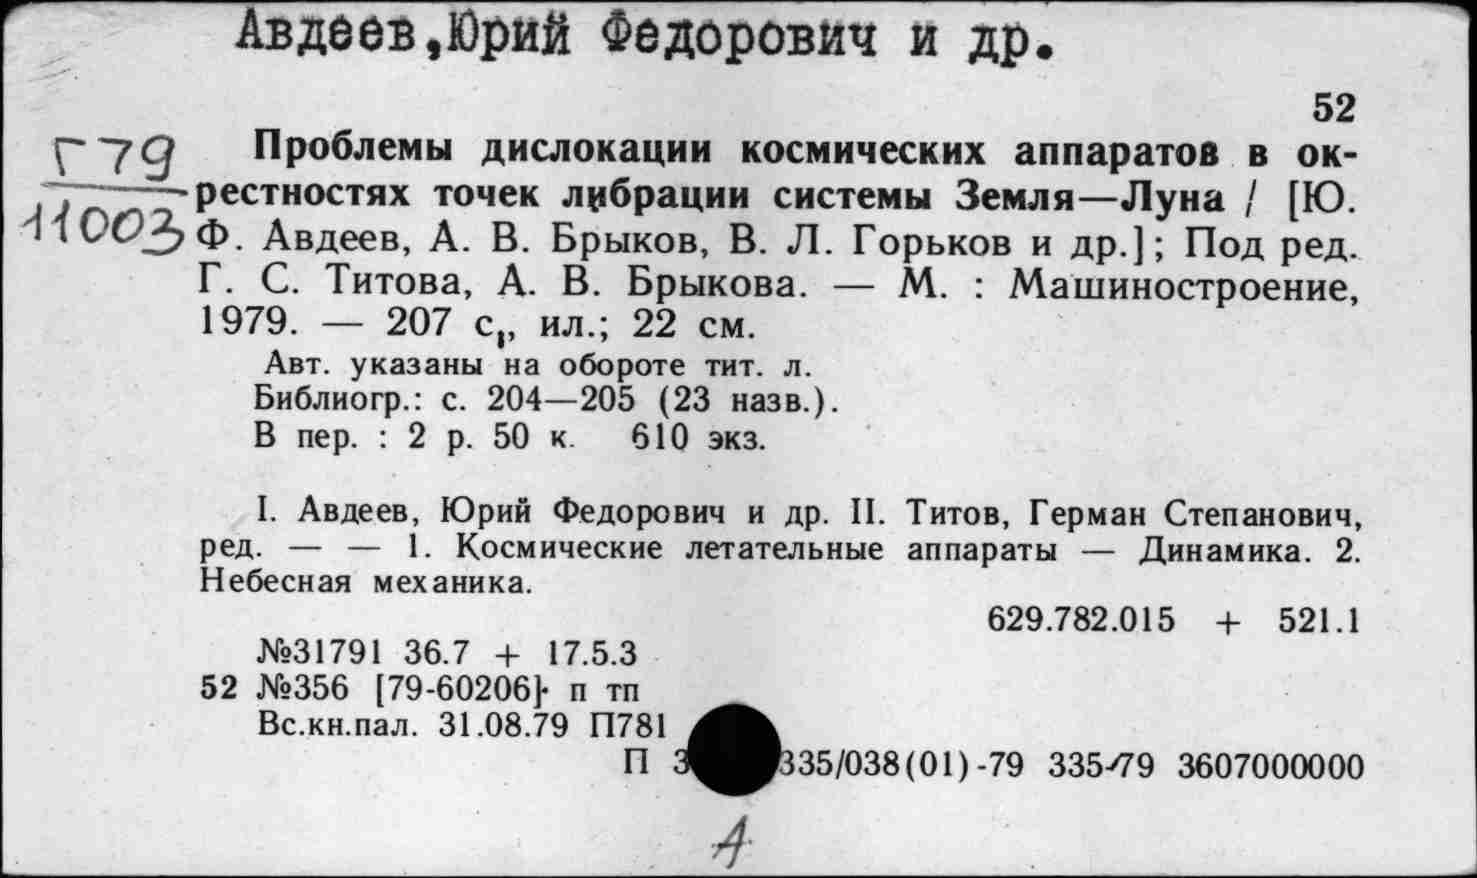 Авдеев,Юрий Федорович и др.
52
Г79
11003
Проблемы дислокации космических аппаратов в ок-
рестностях точек либрации системы Земля—Луна / [Ю.
Ф. Авдеев, А. В. Брыков, В. Л. Горьков и др.]; Под ред.
Г. С. Титова, А. В. Брыкова. — М. : Машиностроение,
1979. — 207 с., ил.; 22 см.
Авт. указаны на обороте тит. л.
Библиогр.: с. 204—205 (23 назв.).
В пер. : 2 р. 50 к. 610 экз.
I. Авдеев, Юрий Федорович и др. II. Титов, Герман Степанович,
ред. — — 1. Космические летательные аппараты — Динамика. 2.
Небесная механика.
629.782.015 + 521.1
№31791 36.7 + 17.5.3
52 №356 [79-60206] п тп
Вс.кн.пал. 31.08.79 П781
П 335/038(01)-79 335-79 3607000000
А